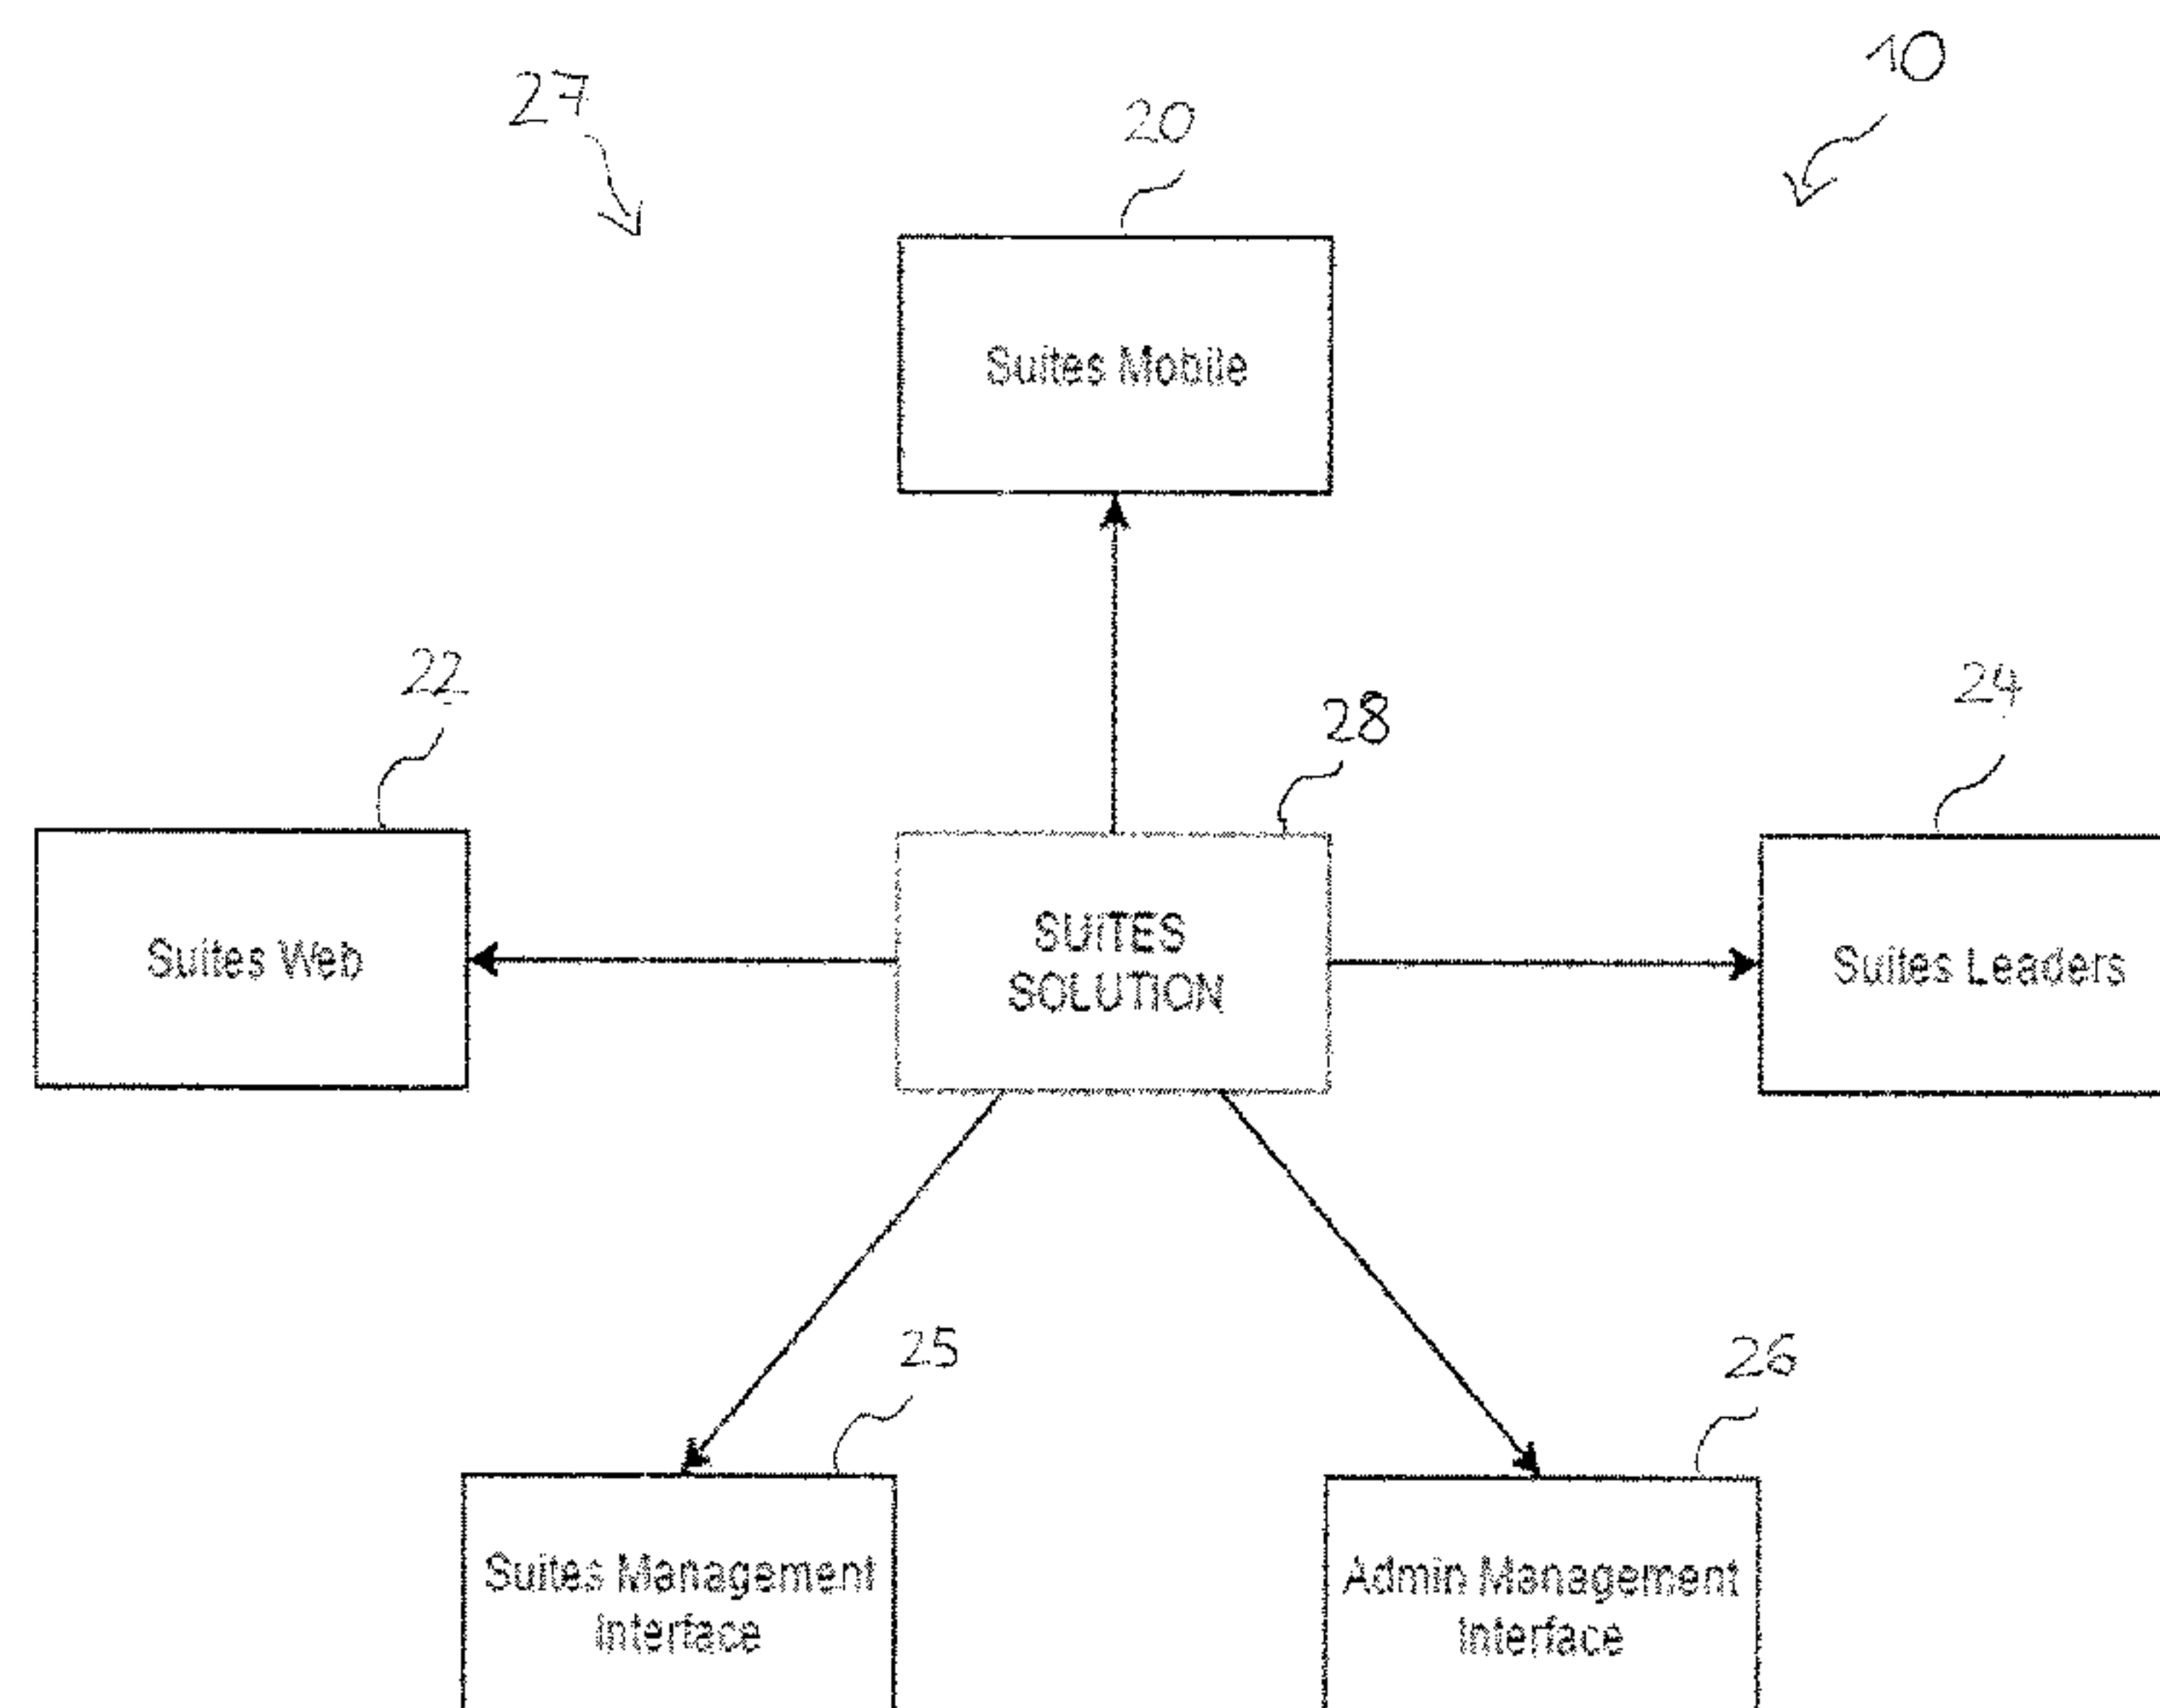 27
10
20
Suites Mobile
22
28
24
Suites Web
SUITES
SOLUTION
Suites Leaders
25
26
Suites Management
Interface
Admin Management
Interface